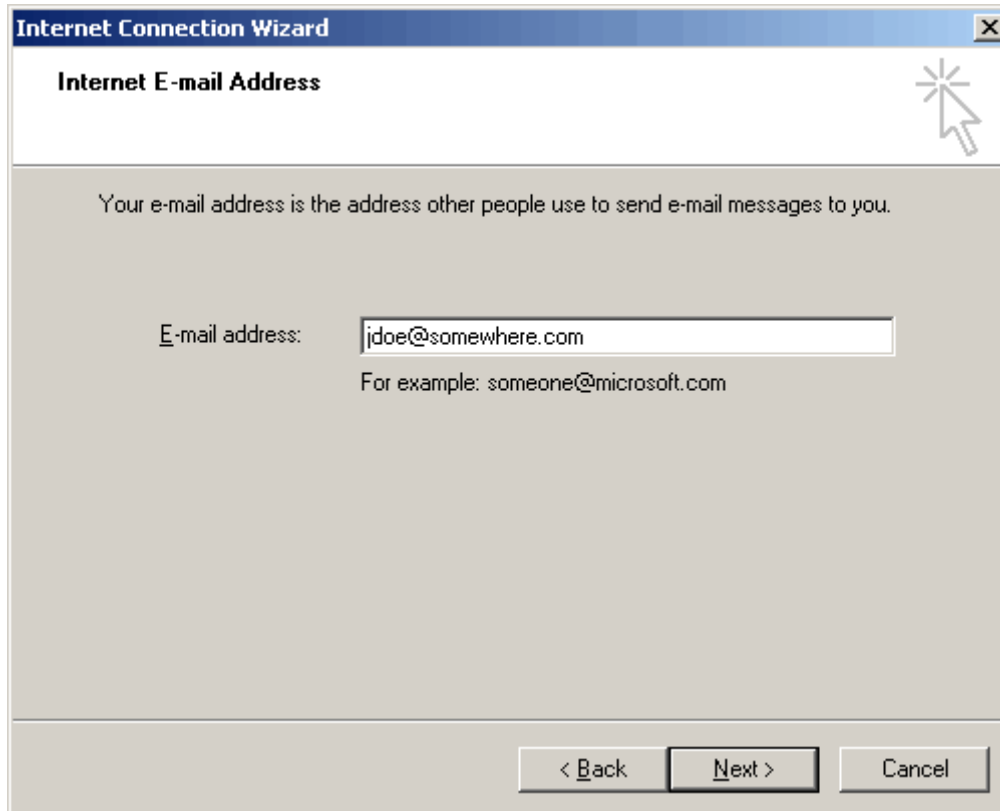 Internet Connection Wizard
Internet E-mail Address
Your e-mail address is the address other people use to send e-mail messages to you.
E-mail address:
jdoe@somewhere.com
For example: someone@microsoft.com
< Back
Next >
Cancel